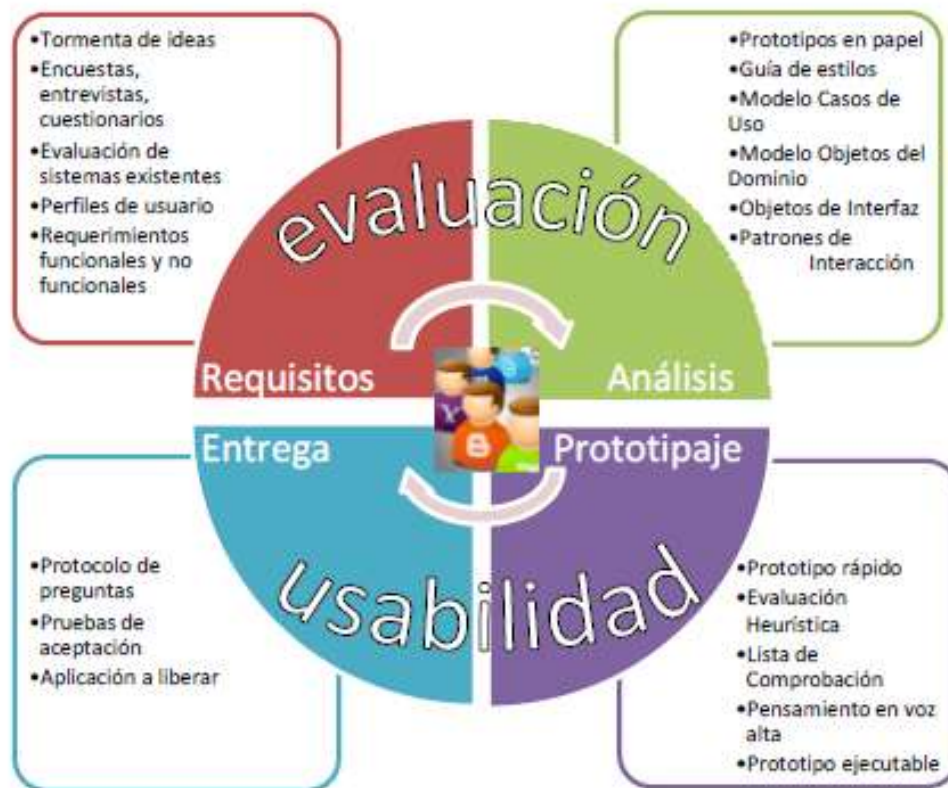 •Tormenta de ideas
•Encuestas,
entrevistas,
cuestionarios
•Evaluación de
sistemas existentes
•Perfiles de usuario
•Requerimientos
funcionales y no
funcionales
•Prototipos en papel
•Guía de estilos
•Modelo Casos de
Uso
•Modelo Objetos del
Dominio
•Objetos de Interfaz
•Patrones de
Interacción
evaluación
Requisitos
Análisis
Entrega
Prototipaje
usabilidad
•Protocolo de
preguntas
•Pruebas de
aceptación
•Aplicación a liberar
•Prototipo rápido
•Evaluación
Heurística
•Lista de
Comprobación
•Pensamiento en voz
alta
•Prototipo ejecutable